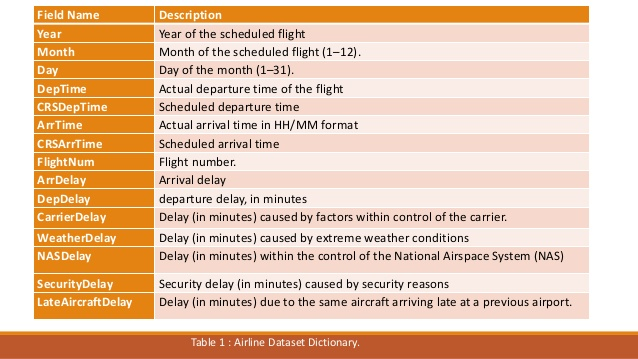 Field Name Description
Year Year of the scheduled flight
Month Month of the scheduled flight (1–12).
Day Day of the month (1–31).
DepTime Actual departure time of the flight
CRSDepTime Scheduled departure time
ArrTime Actual arrival time in HH/MM format
CRSArrTime Scheduled arrival time
FlightNum Flight number.
ArrDelay Arrival delay
DepDelay departure delay, in minutes
CarrierDelay Delay (in minutes) caused by factors within control of the carrier.
WeatherDelay Delay (in minutes) caused by extreme weather conditions
NASDelay Delay (in minutes) within the control of the National Airspace System (NAS)
SecurityDelay Security delay (in minutes) caused by security reasons
LateAircraftDelay Delay (in minutes) due to the same aircraft arriving late at a previous airport.
Table 1 : Airline Dataset Dictionary.